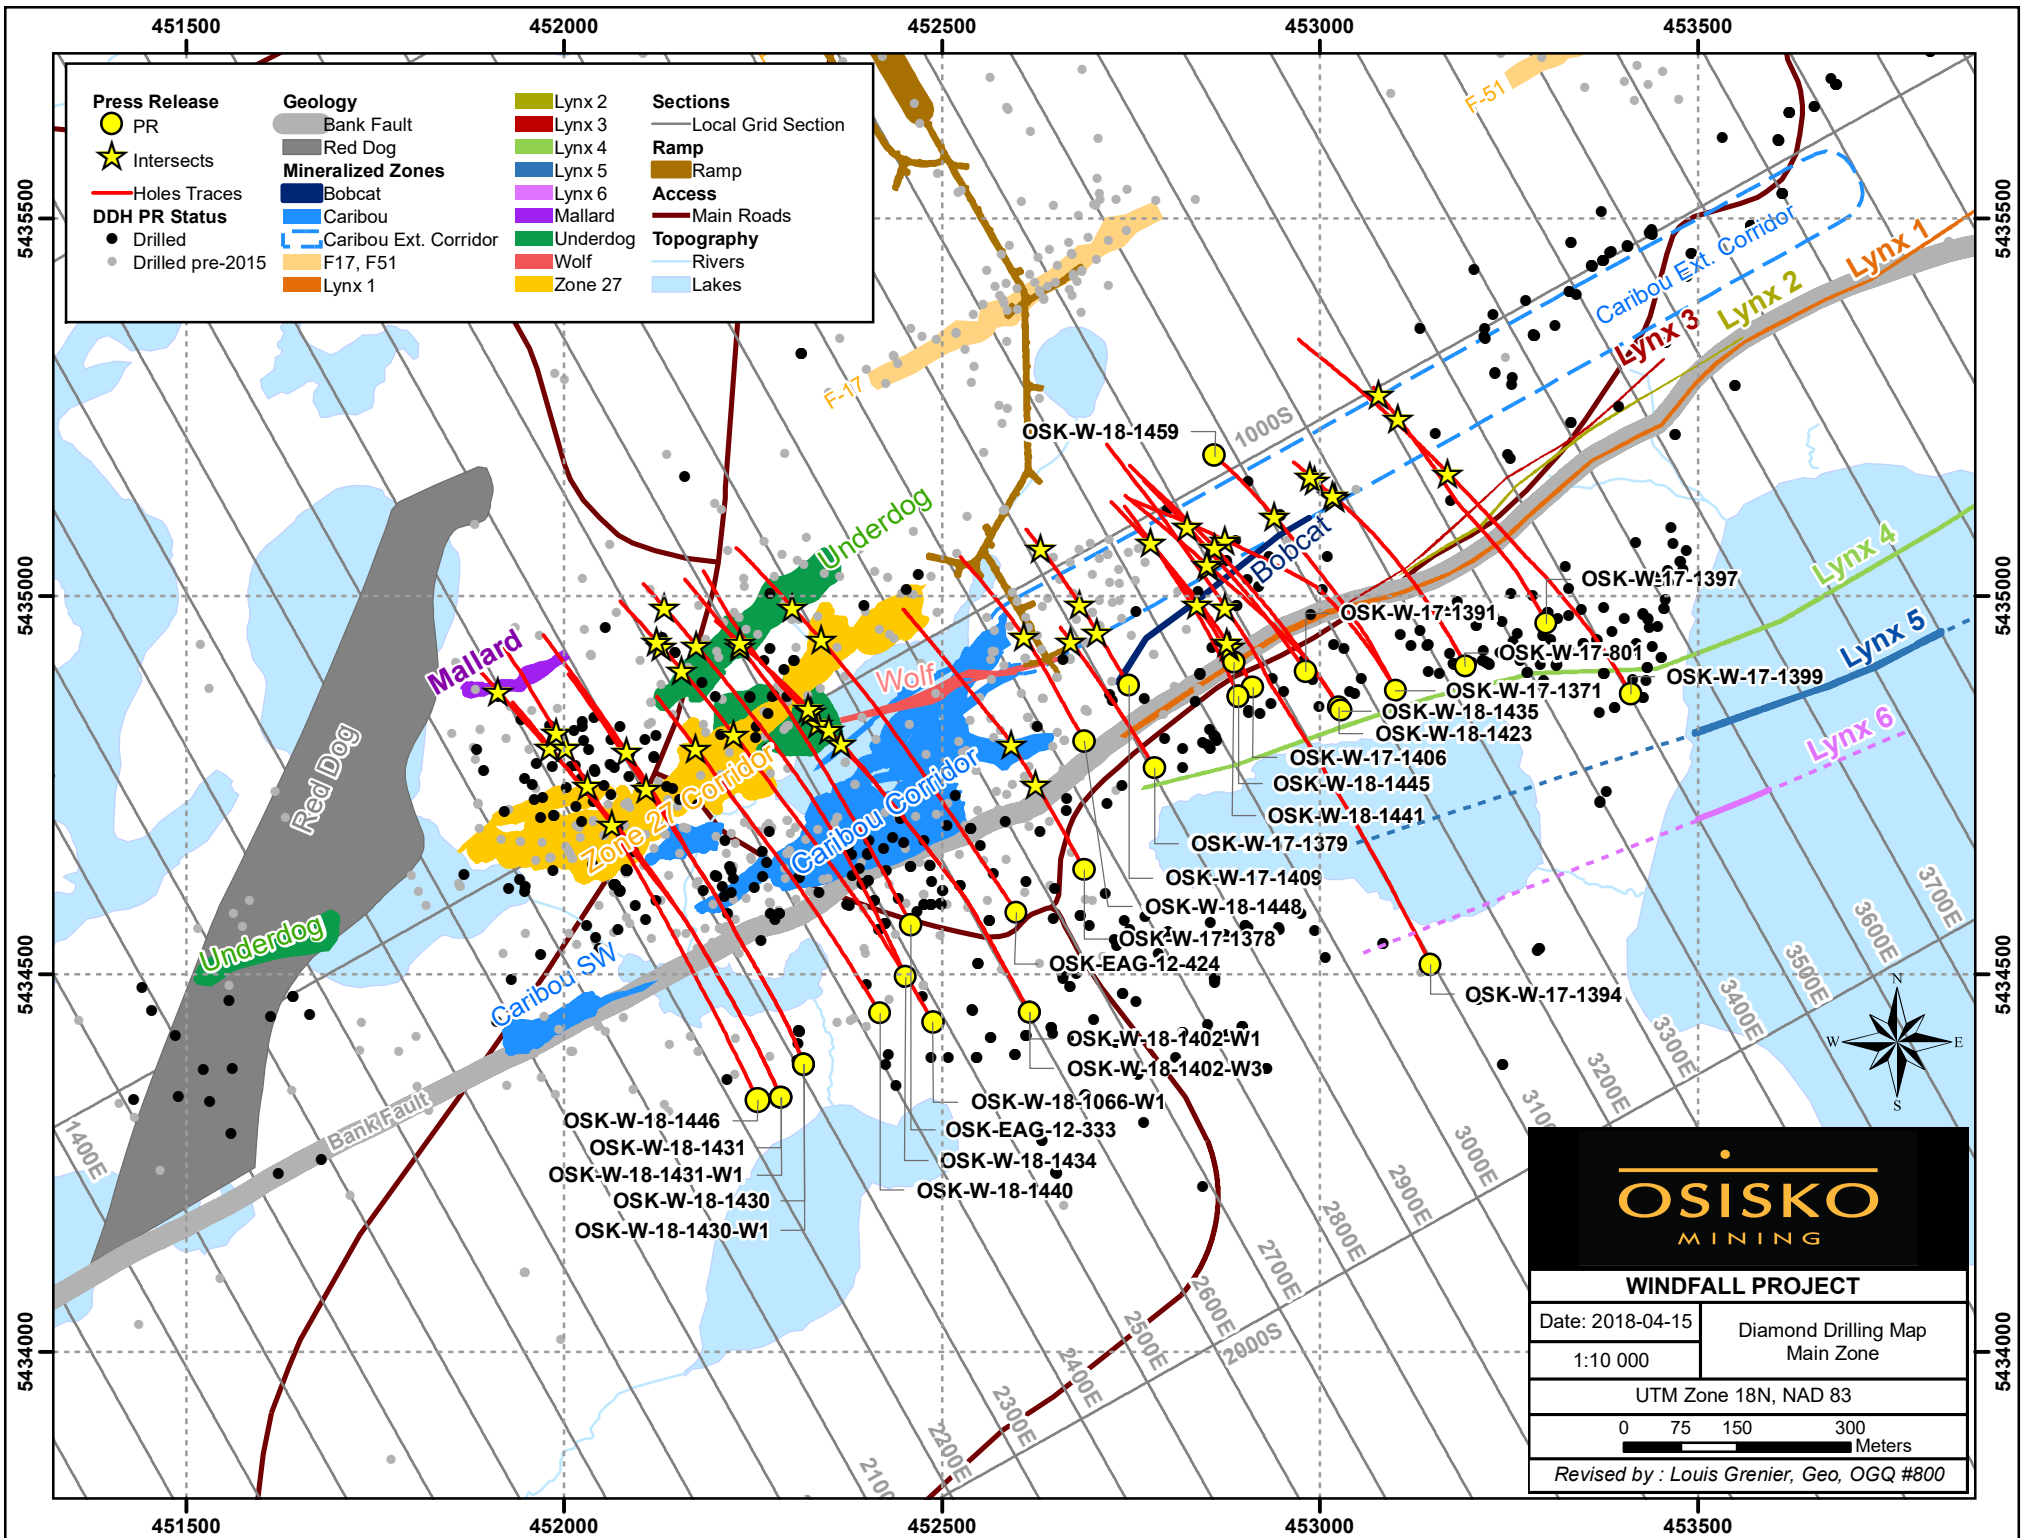 451500
452000
452500
453000
453500
5435500
5435000
5434500
5434000
5435500
5435000
5434500
5434000
451500
452000
452500
453000
453500
Press Release
PR
Intersects
Holes Traces
DDH PR Status
Drilled
Drilled pre-2015
Geology
Bank Fault
Red Dog
Mineralized Zones
Bobcat
Caribou
Caribou Ext. Corridor
F17, F51
Lynx 1
Lynx 2
Lynx 3
Lynx 4
Lynx 5
Lynx 6
Mallard
Underdog
Wolf
Zone 27
Sections
Local Grid Section
Ramp
Ramp
Access
Main Roads
Topography
Rivers
Lakes
F-51
F-17
Caribou Ext. Corridor
Lynx 1
Lynx 2
Lynx 3
Lynx 4
Lynx 5
Lynx 6
1000S
Bobcat
Underdog
Mallard
Wolf
Red Dog
Zone 27 Corridor
Caribou Corridor
Underdog
Caribou SW
Bank Fault
OSK-W-18-1459
OSK-W-17-1397
OSK-W-17-1391
OSK-W-17-801
OSK-W-17-1399
OSK-W-17-1371
OSK-W-18-1435
OSK-W-18-1423
OSK-W-17-1406
OSK-W-18-1445
OSK-W-18-1441
OSK-W-17-1379
OSK-W-17-1409
OSK-W-18-1448
OSK-W-17-1378
OSK-EAG-12-424
OSK-W-17-1394
OSK-W-18-1402-W1
OSK-W-18-1402-W3
OSK-W-18-1066-W1
OSK-EAG-12-333
OSK-W-18-1434
OSK-W-18-1440
OSK-W-18-1446
OSK-W-18-1431
OSK-W-18-1431-W1
OSK-W-18-1430
OSK-W-18-1430-W1
1400E
2100
2200E
2300E
2400E
2500E
2600E
2700E
2800E
2900E
3000E
3100
3200E
3300E
3400E
3500E
3600E
3700E
2000S
N
W
E
S
OSISKO
MINING
WINDFALL PROJECT
Date: 2018-04-15
1:10 000
Diamond Drilling Map
Main Zone
UTM Zone 18N, NAD 83
0 75 150 300
Meters
Revised by : Louis Grenier, Geo, OGQ #800